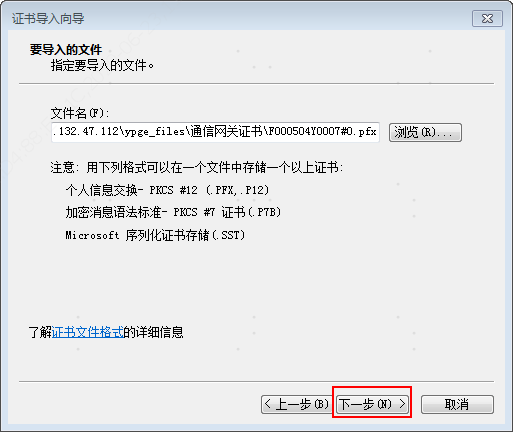 证书导入向导
要导入的文件
指定要导入的文件。
文件名(F):
.132.47.112\ypge_files\通信网关证书\F000504Y0007#0.pfx
浏览(R)...
注意: 用下列格式可以在一个文件中存储一个以上证书:
个人信息交换- PKCS #12 (.PFX,.P12)
加密消息语法标准- PKCS #7 证书(.P7B)
Microsoft 序列化证书存储(.SST)
了解证书文件格式的详细信息
< 上一步(B) 下一步(N) > 取消